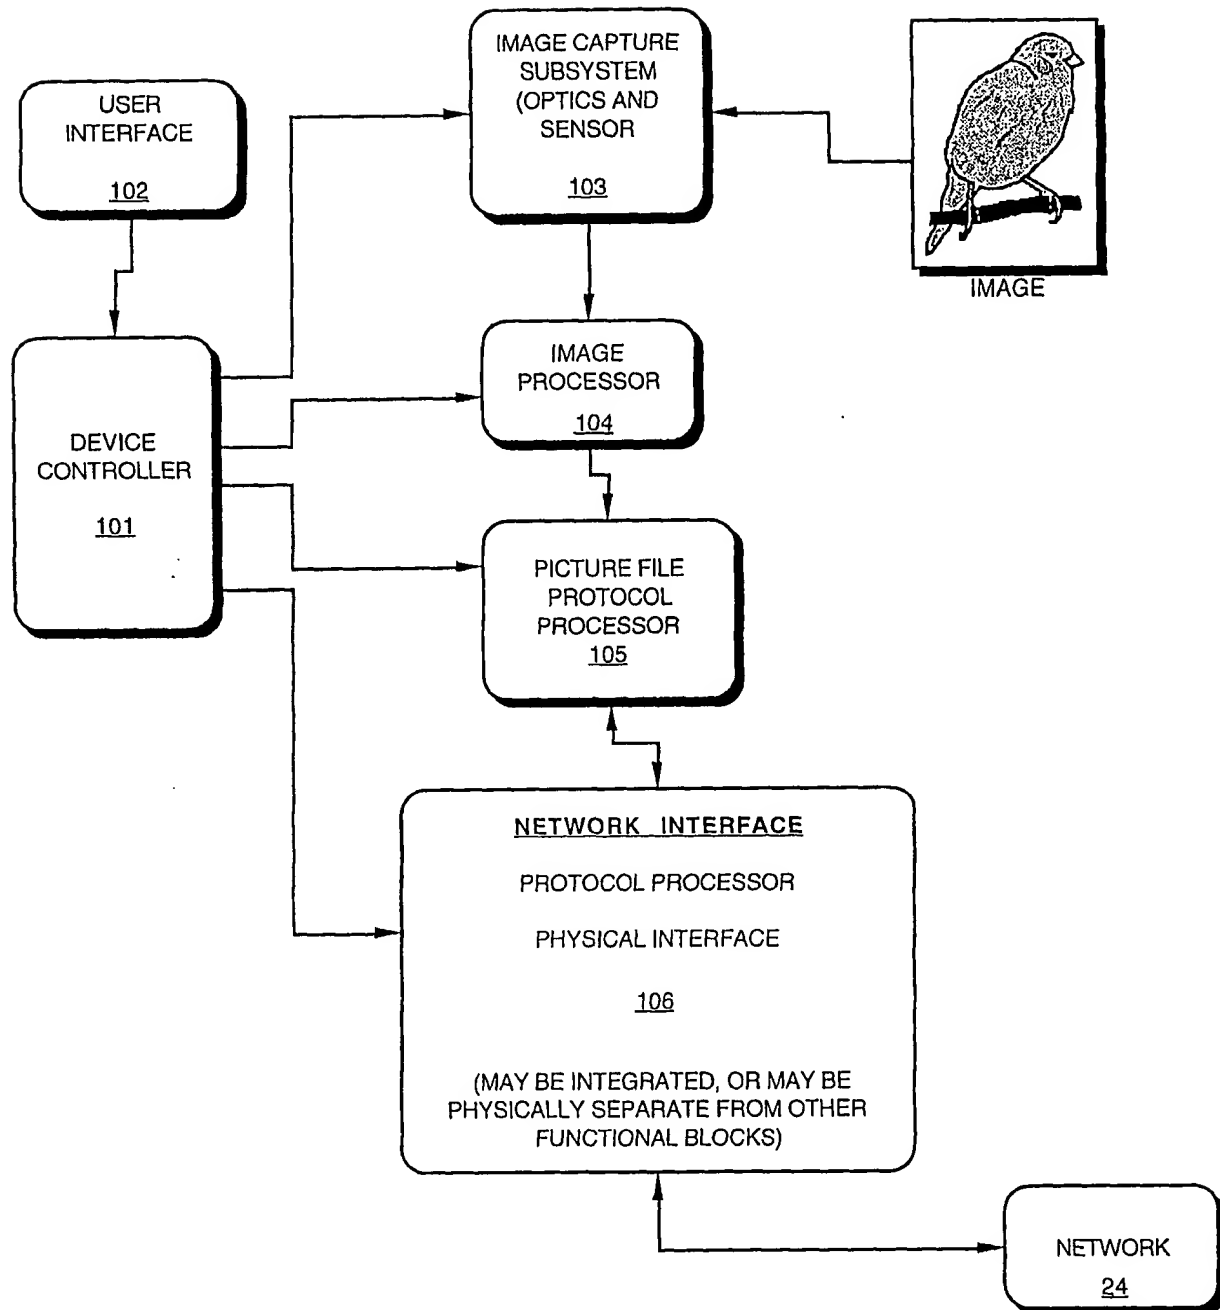 USER
INTERFACE
102
IMAGE CAPTURE
SUBSYSTEM
(OPTICS AND
SENSOR
103
IMAGE
IMAGE
PROCESSOR
104
DEVICE
CONTROLLER
101
PICTURE FILE
PROTOCOL
PROCESSOR
105
NETWORK INTERFACE
PROTOCOL PROCESSOR
PHYSICAL INTERFACE
106
(MAY BE INTEGRATED, OR MAY BE
PHYSICALLY SEPARATE FROM OTHER
FUNCTIONAL BLOCKS)
NETWORK
24